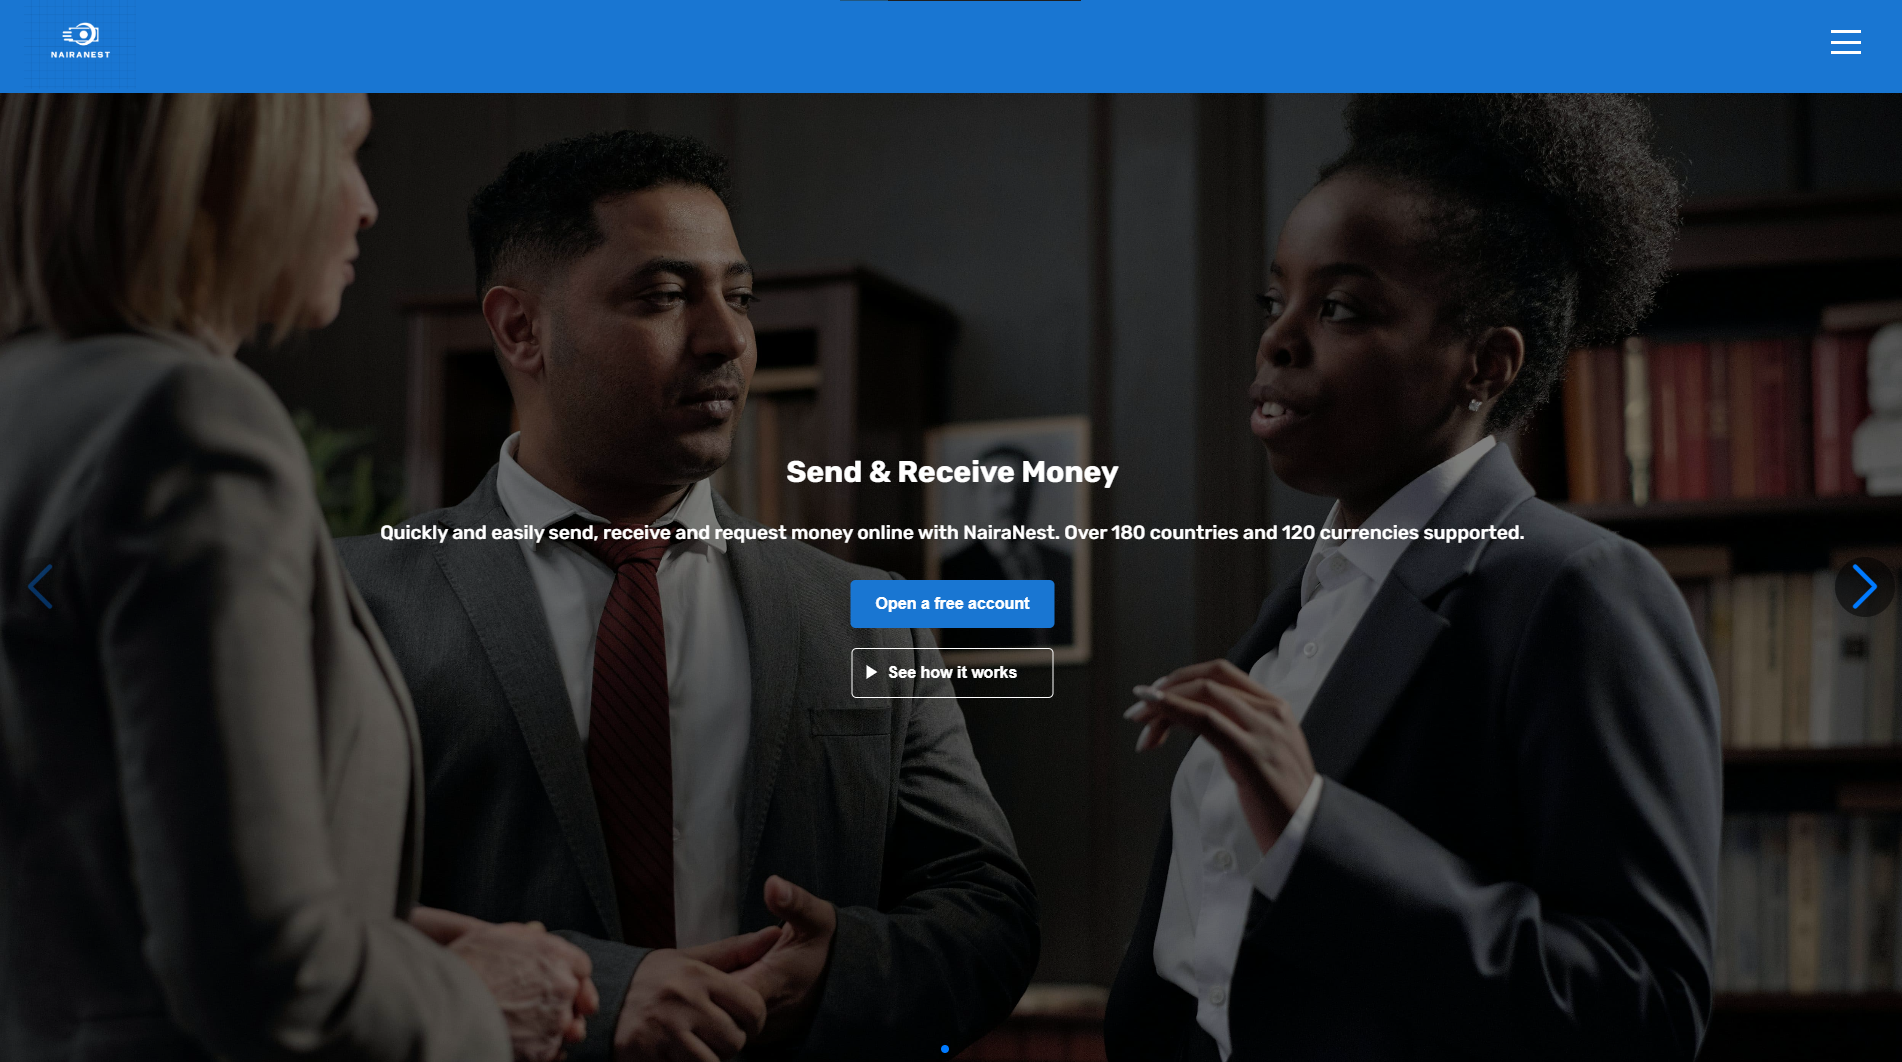 NAIRANEST
Send & Receive Money
Quickly and easily send, receive and request money online with NairaNest. Over 180 countries and 120 currencies supported.
Open a free account
See how it works